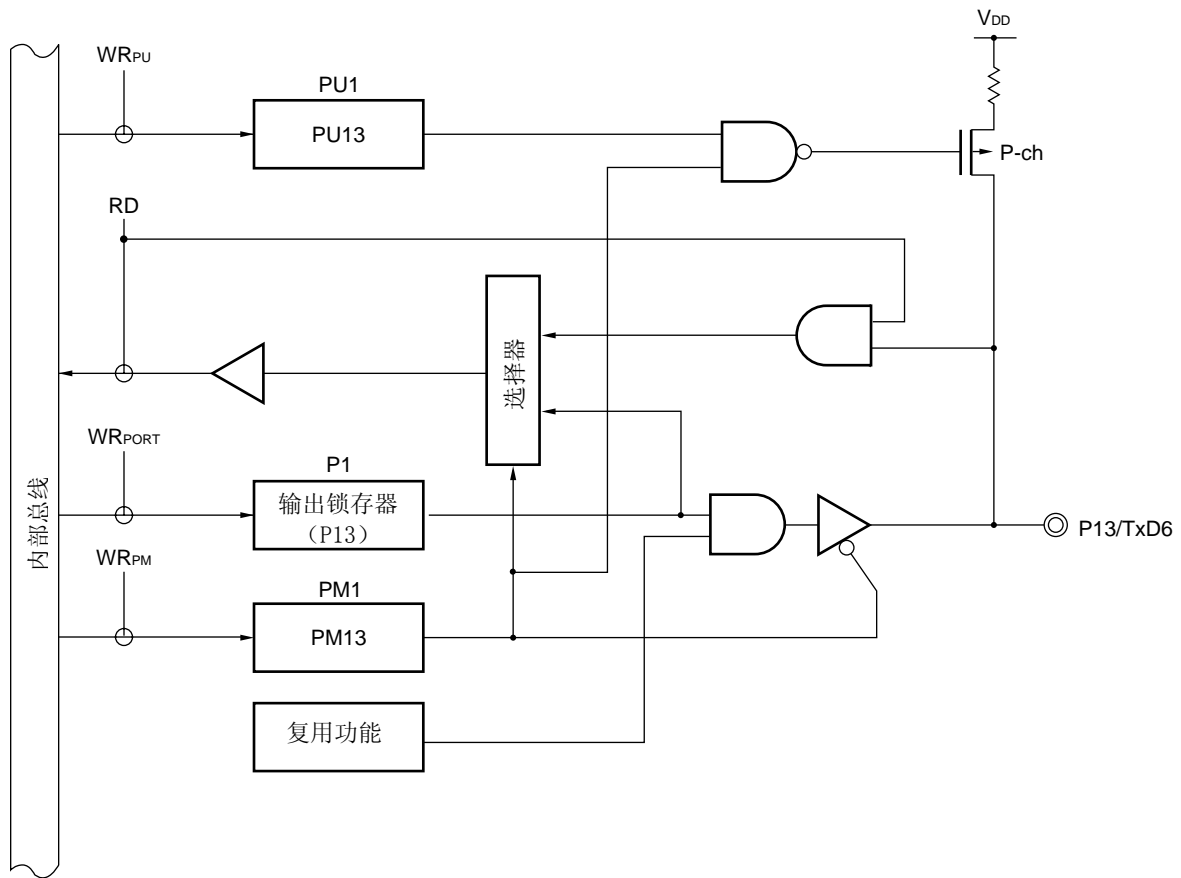 VDD
WRPU
PU1
PU13
P-ch
RD
选择器
WRPORT
P1
输出锁存器
（P13）
P13/TxD6
内部总线
WRPM
PM1
PM13
复用功能